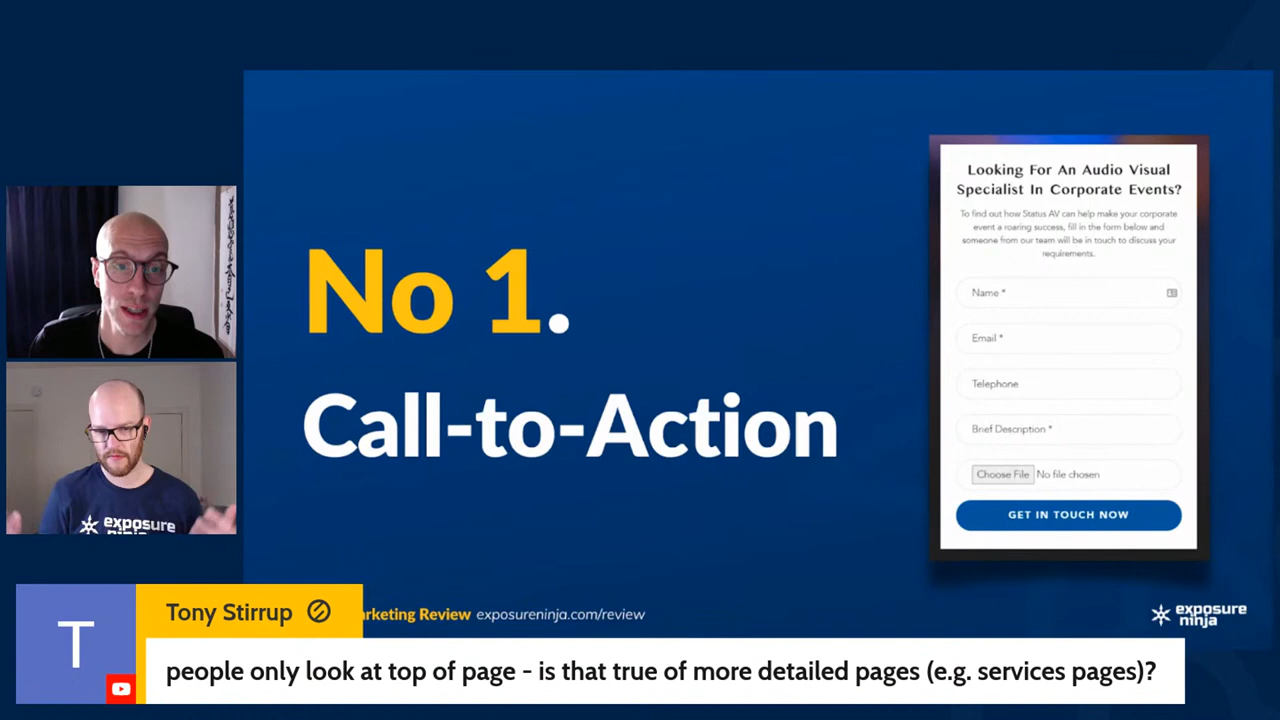 No 1.
Call-to-Action
Looking For An Audio Visual
Specialist In Corporate Events?
To find out how Status AV can help make your corporate
event a roaring success, fill in the form below and
someone from our team will be in touch to discuss your
requirements.
Name *
Email *
Telephone
Brief Description *
Choose File No file chosen
GET IN TOUCH NOW
exposure
ninja
Marketing Review exposureninja.com/review
exposure
ninja
T
Tony Stirrup
people only look at top of page - is that true of more detailed pages (e.g. services pages)?